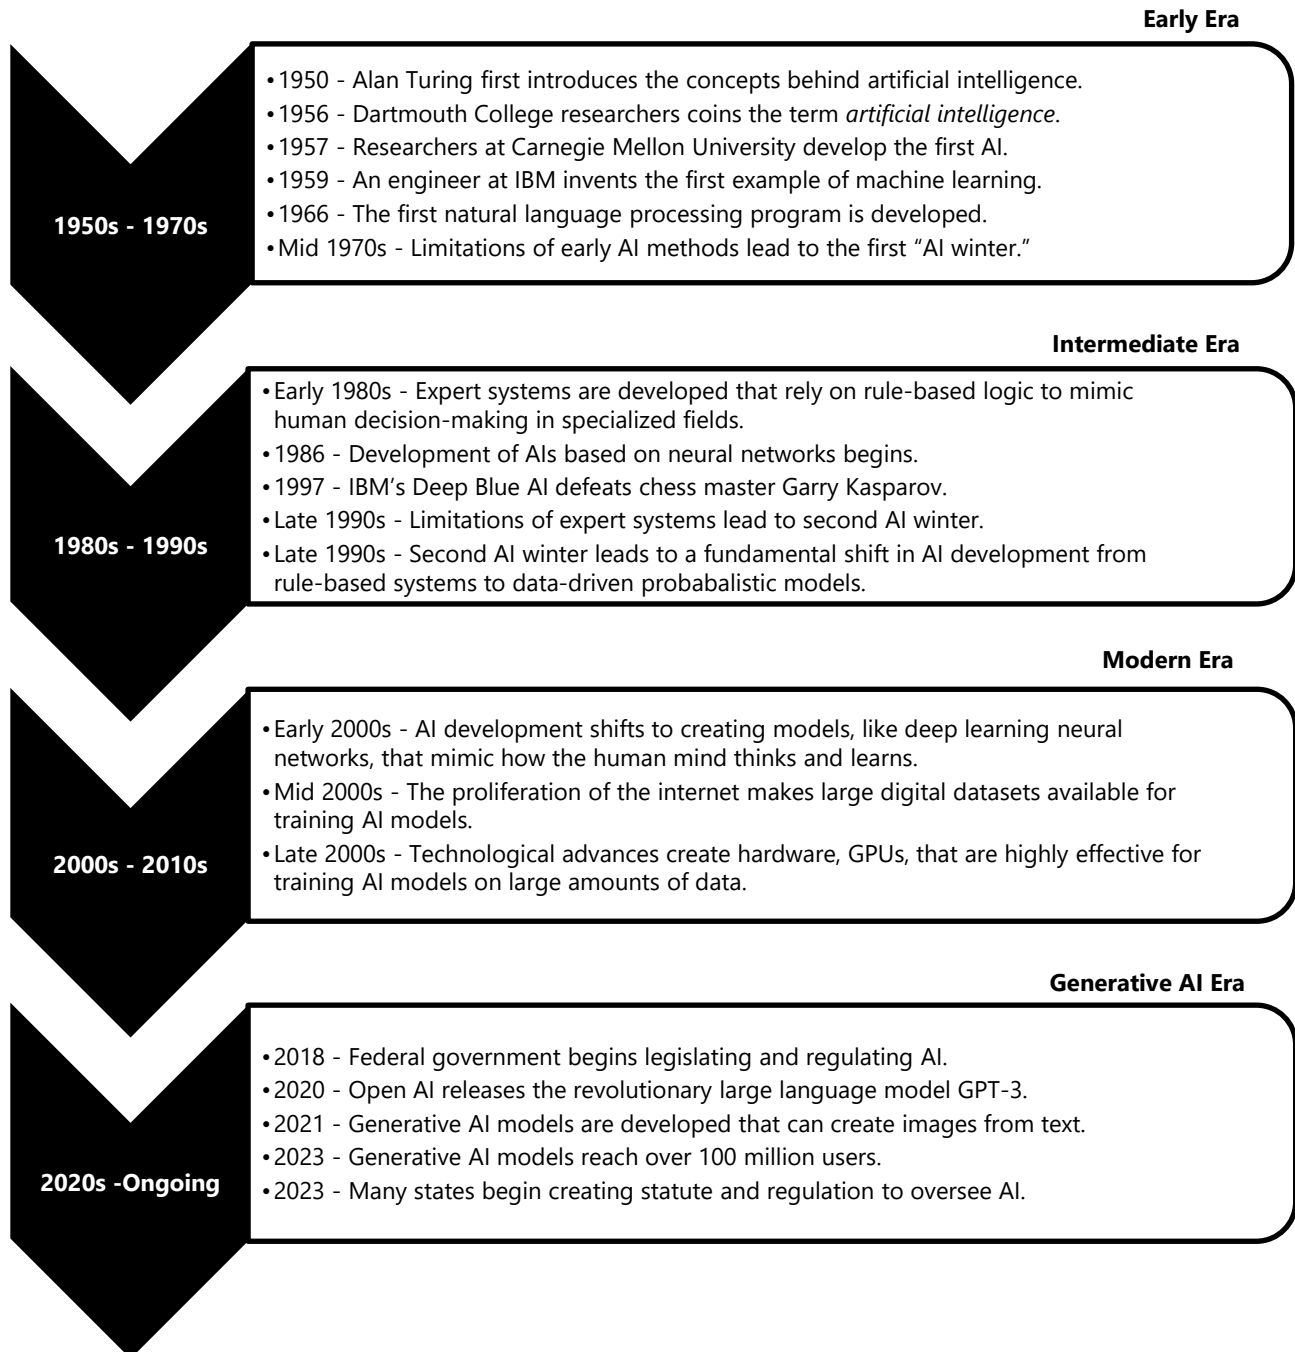 Early Era
1950s - 1970s
•1950 - Alan Turing first introduces the concepts behind artificial intelligence.
•1956 - Dartmouth College researchers coins the term artificial intelligence.
•1957 - Researchers at Carnegie Mellon University develop the first AI.
•1959 - An engineer at IBM invents the first example of machine learning.
•1966 - The first natural language processing program is developed.
•Mid 1970s - Limitations of early AI methods lead to the first “AI winter.”
Intermediate Era
1980s - 1990s
•Early 1980s - Expert systems are developed that rely on rule-based logic to mimic
human decision-making in specialized fields.
•1986 - Development of AIs based on neural networks begins.
•1997 - IBM’s Deep Blue AI defeats chess master Garry Kasparov.
•Late 1990s - Limitations of expert systems lead to second AI winter.
•Late 1990s - Second AI winter leads to a fundamental shift in AI development from
rule-based systems to data-driven probabalistic models.
Modern Era
2000s - 2010s
•Early 2000s - AI development shifts to creating models, like deep learning neural
networks, that mimic how the human mind thinks and learns.
•Mid 2000s - The proliferation of the internet makes large digital datasets available for
training AI models.
•Late 2000s - Technological advances create hardware, GPUs, that are highly effective for
training AI models on large amounts of data.
Generative AI Era
2020s -Ongoing
•2018 - Federal government begins legislating and regulating AI.
•2020 - Open AI releases the revolutionary large language model GPT-3.
•2021 - Generative AI models are developed that can create images from text.
•2023 - Generative AI models reach over 100 million users.
•2023 - Many states begin creating statute and regulation to oversee AI.